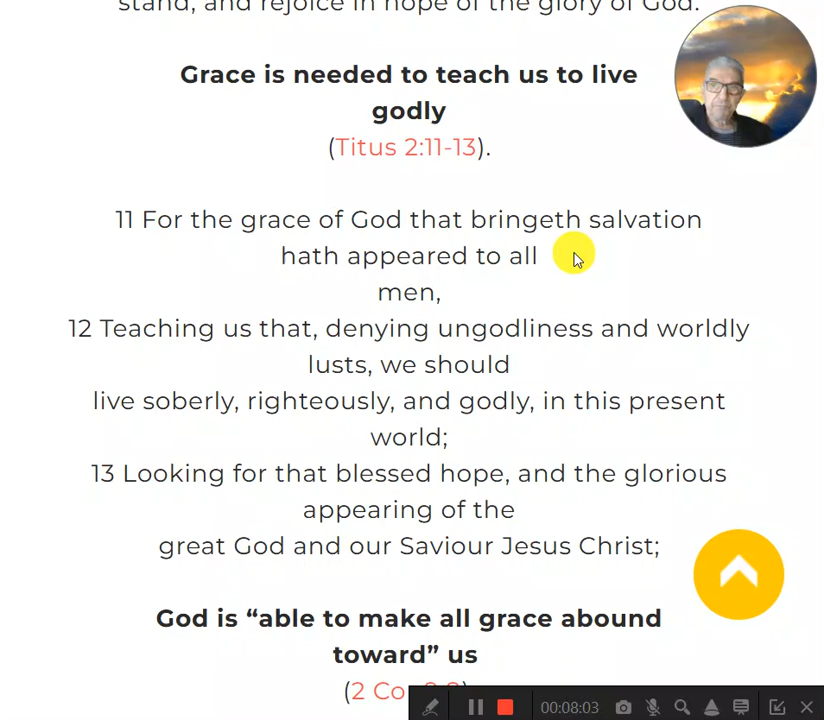 stand, and rejoice in hope of the glory of God.
Grace is needed to teach us to live
godly
(Titus 2:11-13).
11 For the grace of God that bringeth salvation
hath appeared to all
men,
12 Teaching us that, denying ungodliness and worldly
lusts, we should
live soberly, righteously, and godly, in this present
world;
13 Looking for that blessed hope, and the glorious
appearing of the
great God and our Saviour Jesus Christ;
God is “able to make all grace abound
toward” us
(2 Co
00:08:03